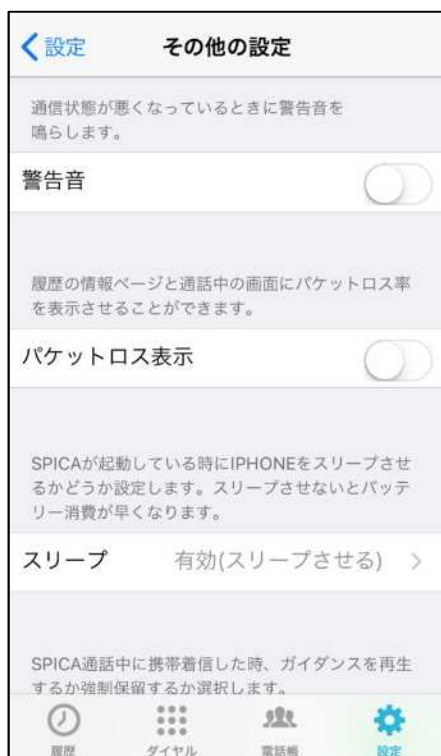 設定 その他の設定
通信状態が悪くなっているときに警告音を
鳴らします。
警告音
履歴の情報ページと通話中の画面にパケットロス率
を表示させることができます。
パケットロス表示
SPICAが起動している時にIPHONEをスリープさせ
るかどうか設定します。スリープさせないとバッテ
リー消費が早くなります。
スリープ 有効(スリープさせる)
SPICA通話中に携帯着信した時、ガイダンスを再生
するか強制保留するか選択します。
履歴 ダイヤル 電話帳 設定